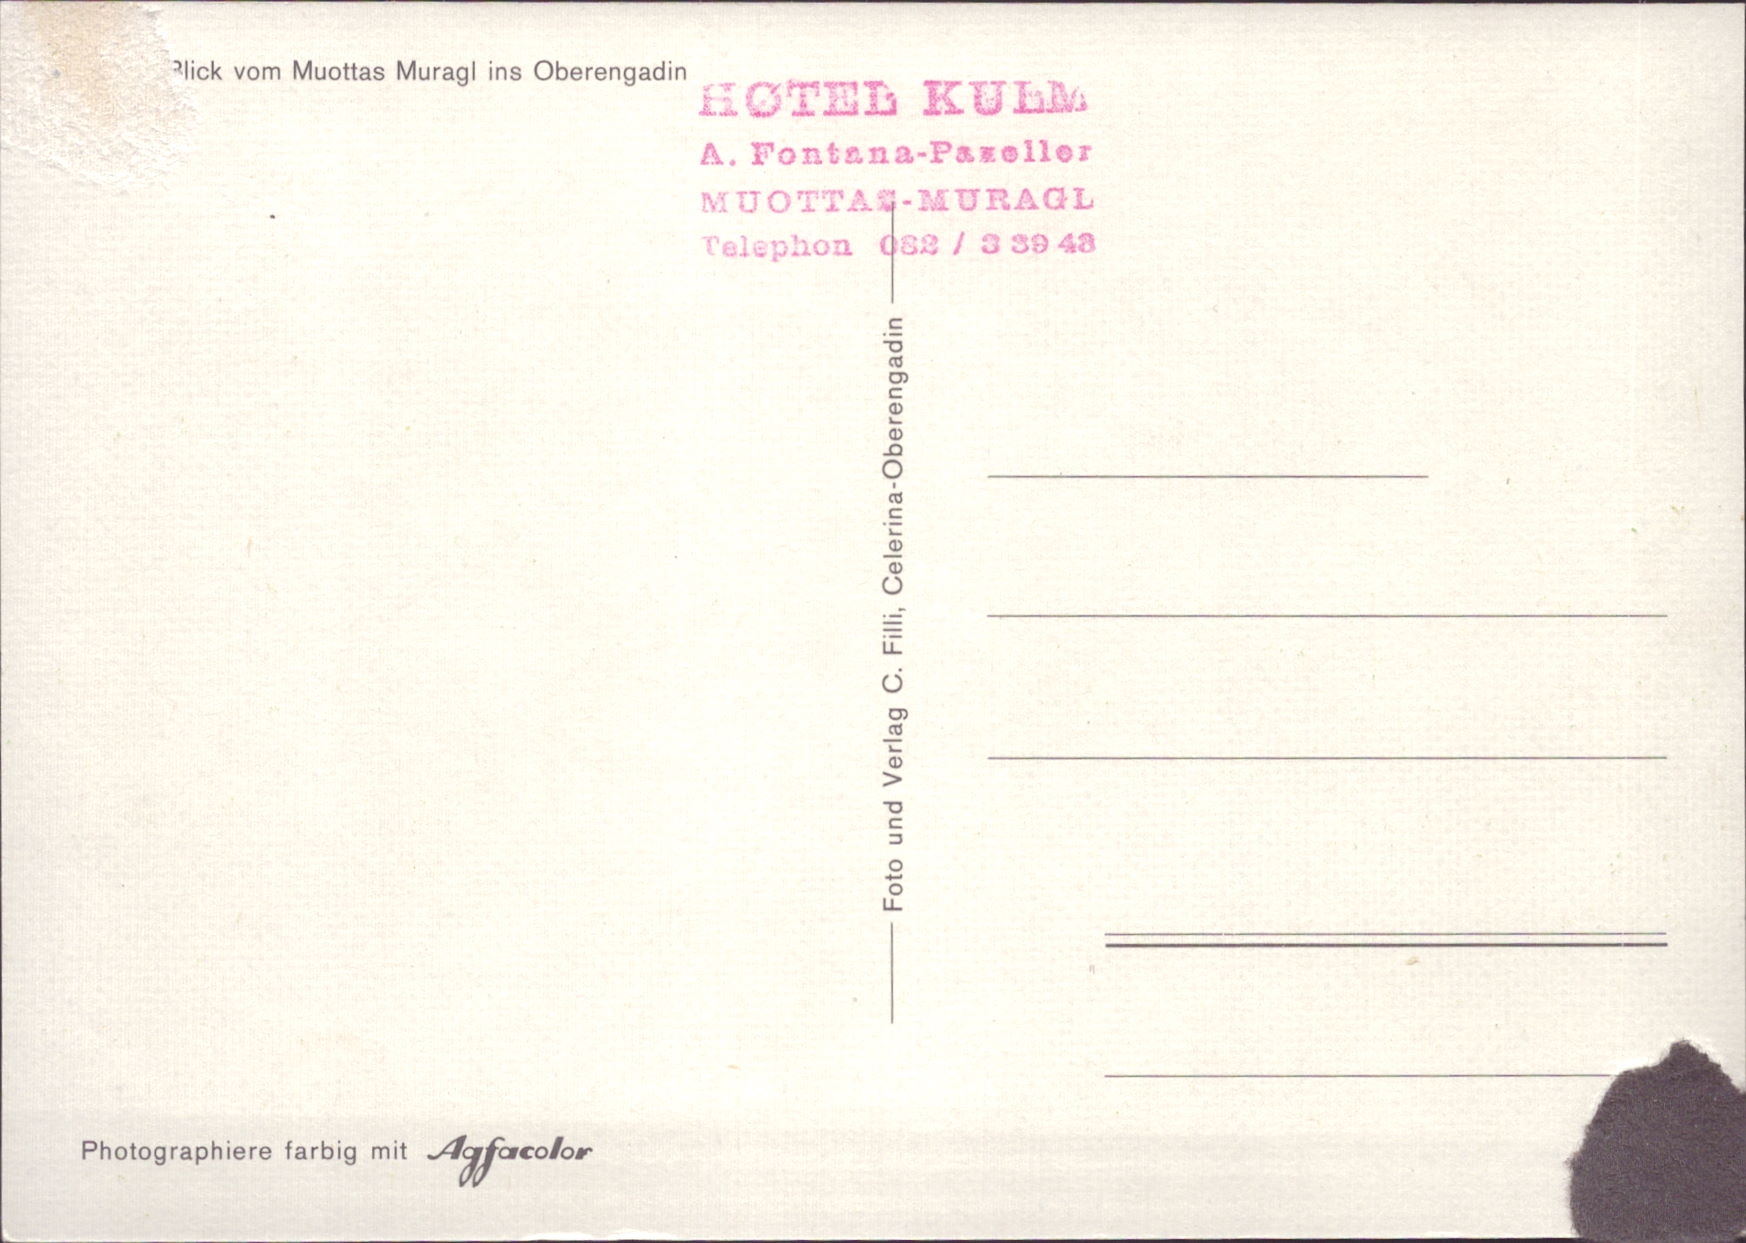 Blick vom Muottas Muragl ins Oberengadin
HOTEL KULM
A. Fontana-Pazeller
MUOTTAS-MURAGL
Telephon 082 / 3 39 43
Foto und Verlag C. Filli, Celerina-Oberengadin
Photographiere farbig mit Agfacolor